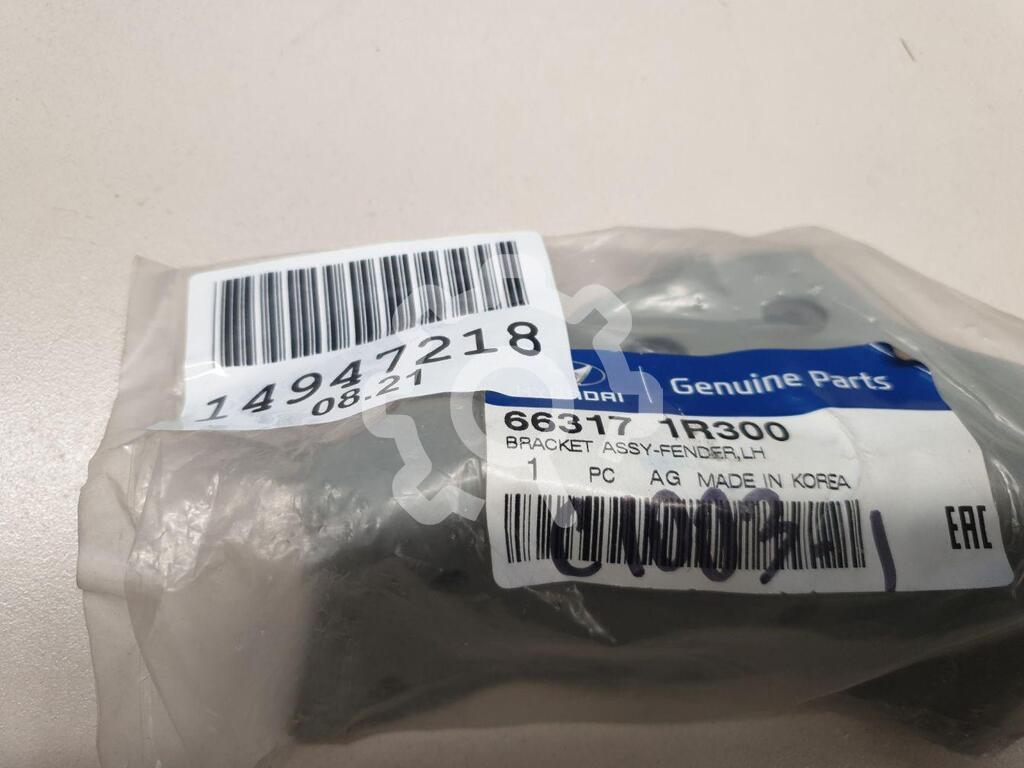 14947218
08.21
Genuine Parts
66317 1R300
BRACKET ASSY-FENDER,LH
1 PC AG MADE IN KOREA
EAC